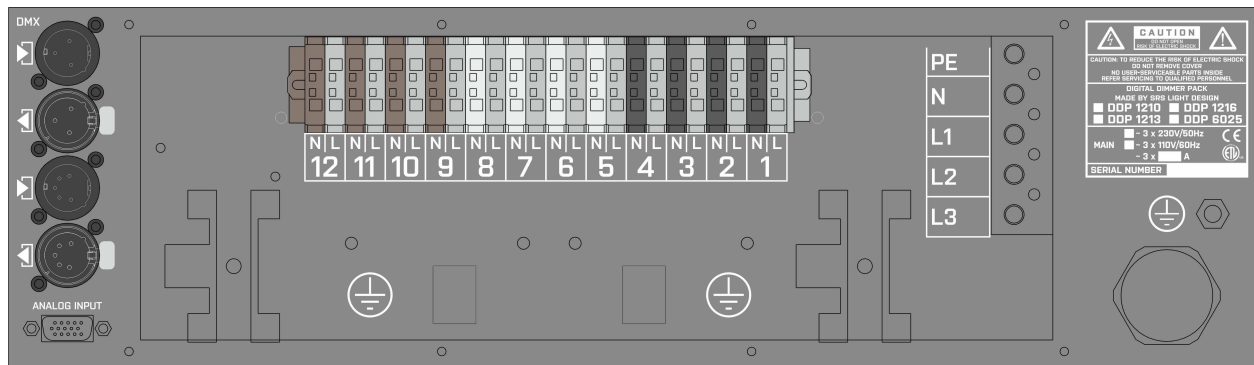 DMX
ANALOG INPUT
N L N L N L N L N L N L N L N L N L N L N L N L
12 11 10 9 8 7 6 5 4 3 2 1
PE
N
L1
L2
L3
CAUTION
DO NOT OPEN
RISK OF ELECTRIC SHOCK
CAUTION: TO REDUCE THE RISK OF ELECTRIC SHOCK
DO NOT REMOVE COVER
NO USER-SERVICEABLE PARTS INSIDE
REFER SERVICING TO QUALIFIED PERSONNEL
DIGITAL DIMMER PACK
MADE BY SRS LIGHT DESIGN
DDP 1210 DDP 1216
DDP 1213 DDP 6025
- 3 x 230V/50Hz CE
MAIN - 3 x 110V/60Hz
- 3 x A ETL
SERIAL NUMBER